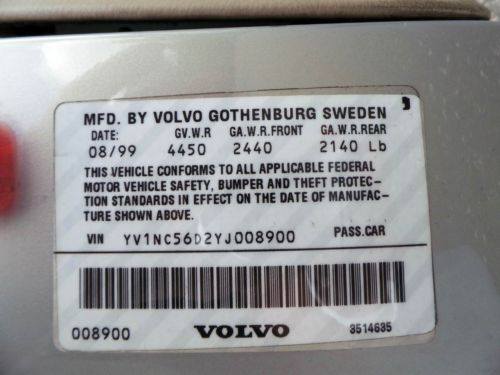 MFD. BY VOLVO GOTHENBURG SWEDEN
DATE: GV.W.R GA.W.R.FRONT GA.W.R.REAR
08/99 4450 2440 2140 Lb
THIS VEHICLE CONFORMS TO ALL APPLICABLE FEDERAL
MOTOR VEHICLE SAFETY, BUMPER AND THEFT PROTEC-
TION STANDARDS IN EFFECT ON THE DATE OF MANUFAC-
TURE SHOWN ABOVE.
VIN YV1NC56D2YJ008900 PASS.CAR
008900 VOLVO 3514635